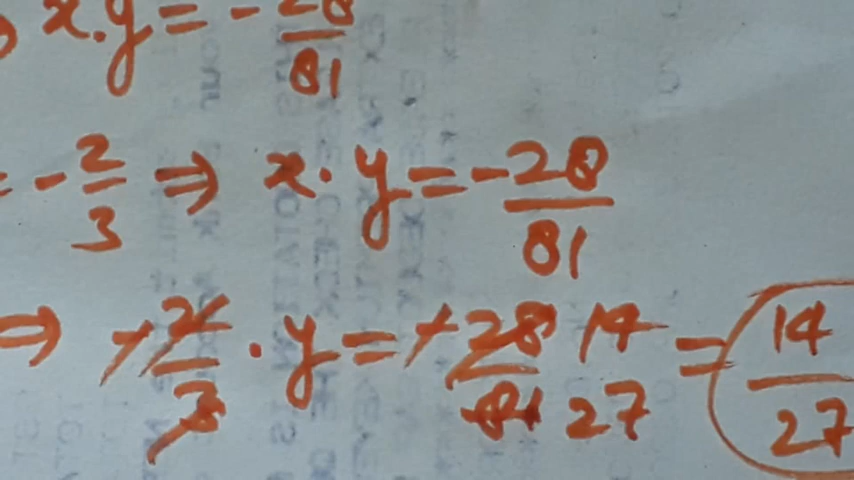 x.y = -28/81
= -2/3 ⇒ x.y = -28/81
⇒ -2/3 . y = -28/81 14/27 = 14/27